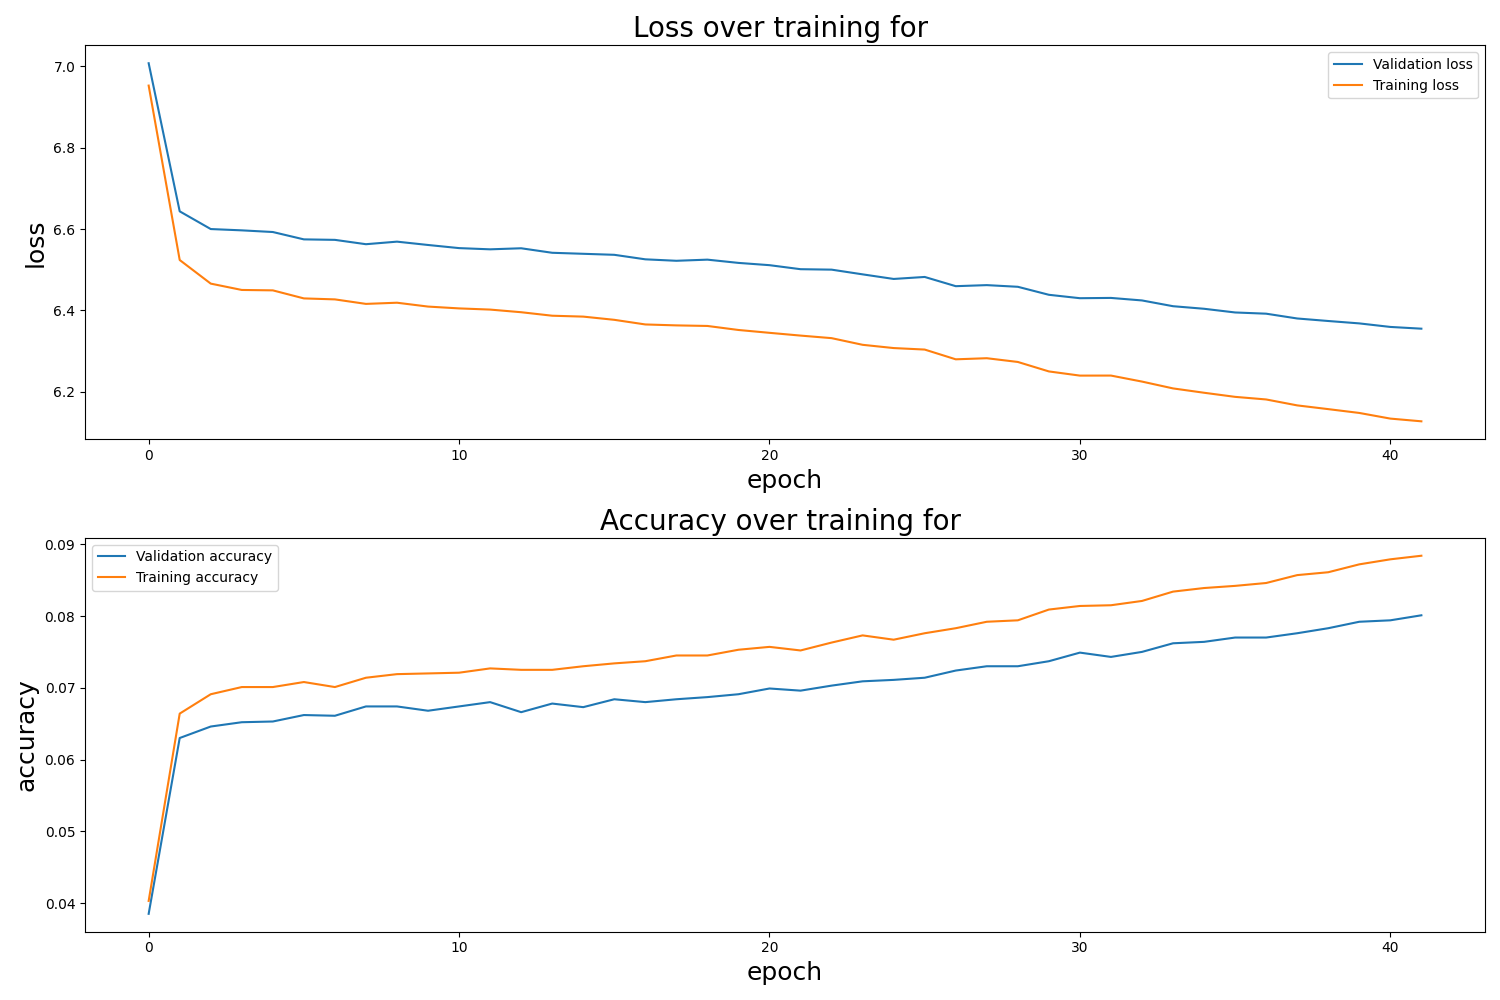 Loss over training for
7.0
6.8
6.6
6.4
6.2
loss
Validation loss
Training loss
0 10 20 30 40
epoch
Accuracy over training for
0.09
0.08
0.07
0.06
0.05
0.04
accuracy
Validation accuracy
Training accuracy
0 10 20 30 40
epoch